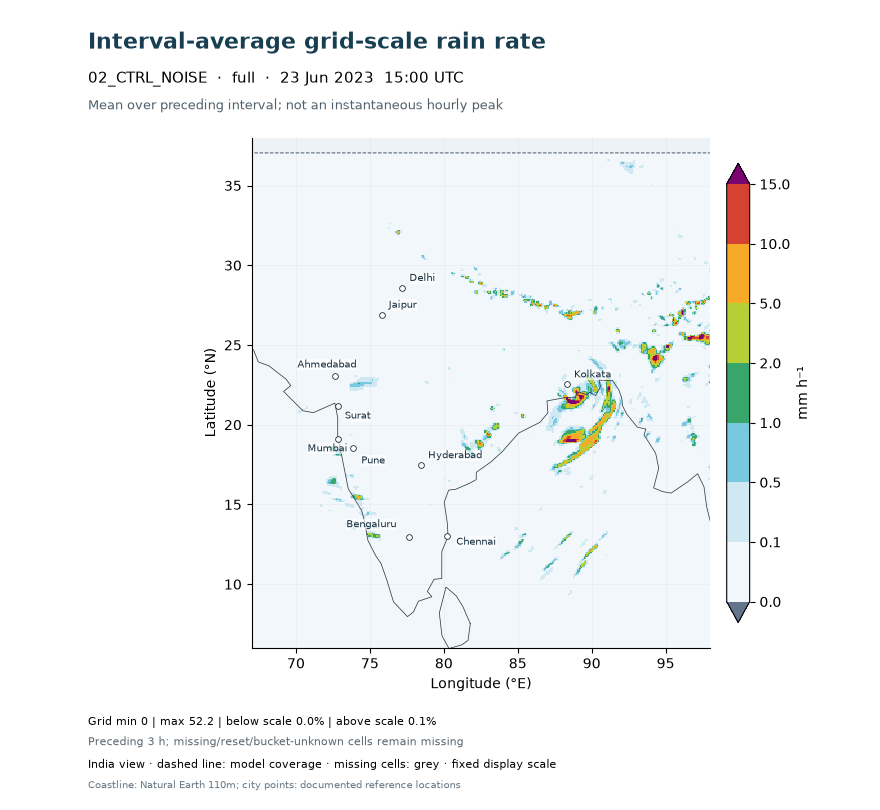 Interval-average grid-scale rain rate
02_CTRL_NOISE · full · 23 Jun 2023 15:00 UTC
Mean over preceding interval; not an instantaneous hourly peak
35
30
25
20
15
10
Latitude (°N)
70
75
80
85
90
95
Longitude (°E)
Delhi
Jaipur
Ahmedabad
Kolkata
Surat
Mumbai
Pune
Hyderabad
Bengaluru
Chennai
15.0
10.0
5.0
2.0
1.0
0.5
0.1
0.0
mm h⁻¹
Grid min 0 | max 52.2 | below scale 0.0% | above scale 0.1%
Preceding 3 h; missing/reset/bucket-unknown cells remain missing
India view · dashed line: model coverage · missing cells: grey · fixed display scale
Coastline: Natural Earth 110m; city points: documented reference locations